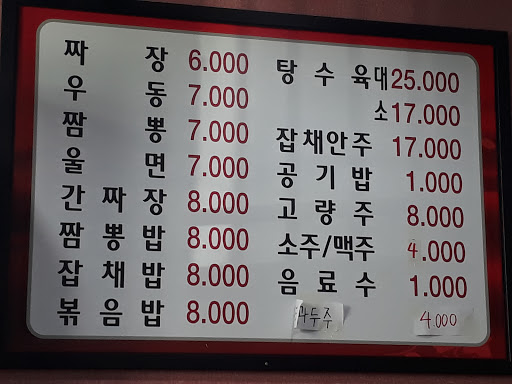 짜장 6.000
우동 7.000
짬뽕 7.000
울면 7.000
간짜장 8.000
짬뽕밥 8.000
잡채밥 8.000
볶음밥 8.000
탕수육대 25.000
소 17.000
잡채안주 17.000
공기밥 1.000
고량주 8.000
소주/맥주 4.000
음료수 1.000
4.000